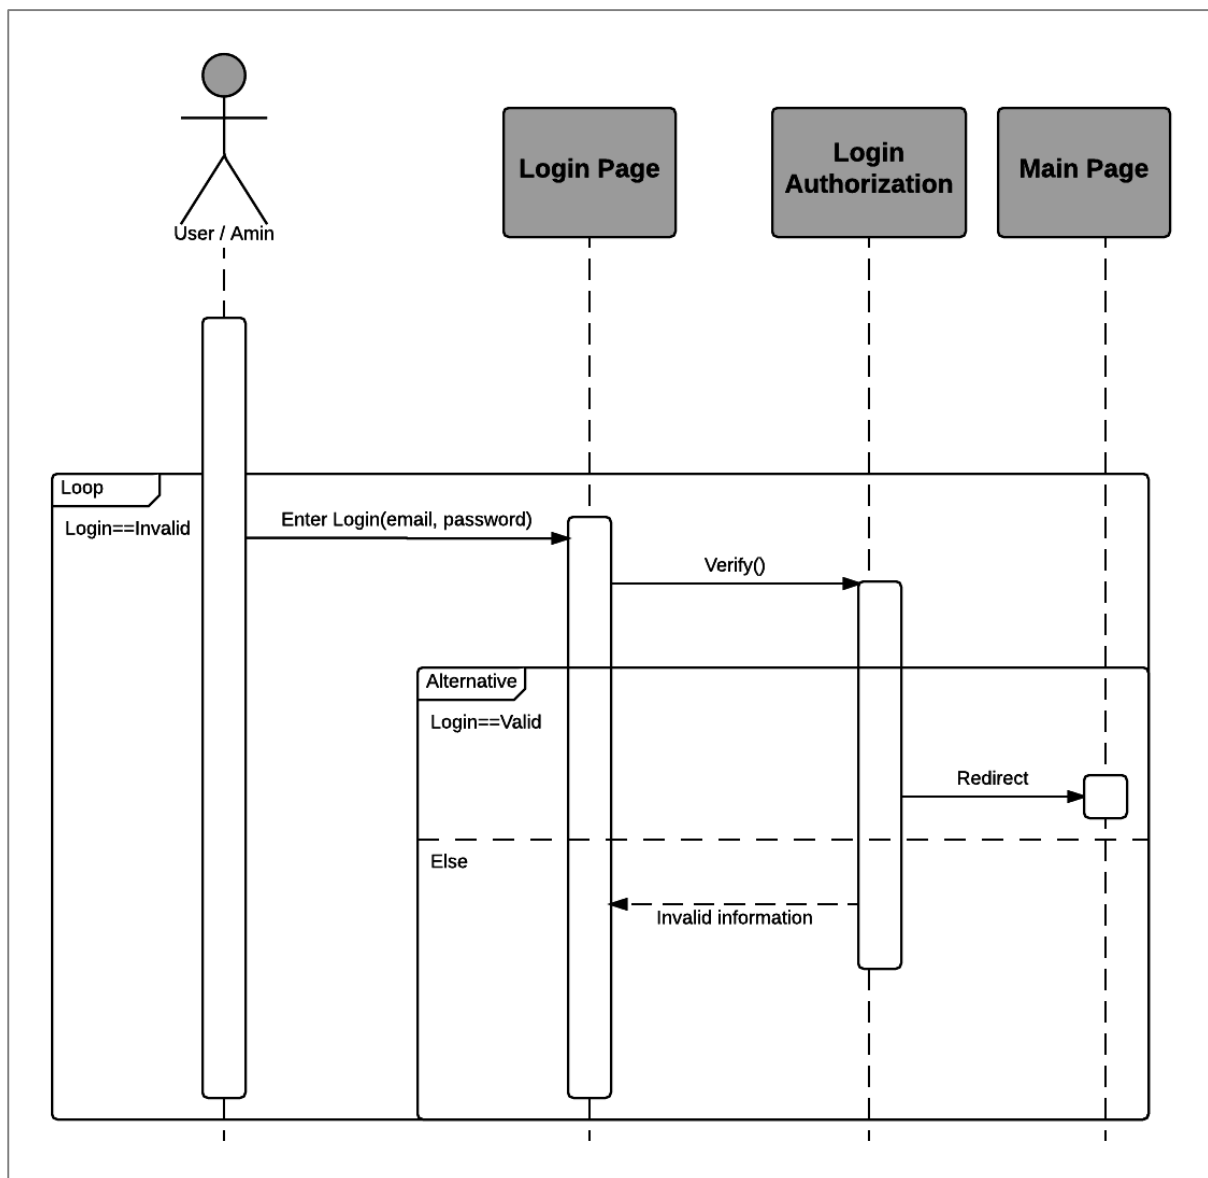 User / Amin
Login Page
Login
Authorization
Main Page
Loop
Login==Invalid
Enter Login(email, password)
Verify()
Alternative
Login==Valid
Redirect
Else
Invalid information